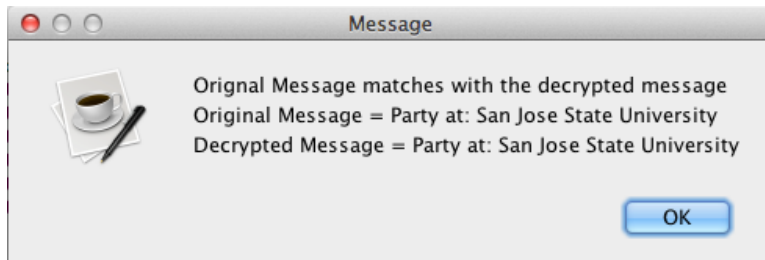 Message
Orignal Message matches with the decrypted message
Original Message = Party at: San Jose State University
Decrypted Message = Party at: San Jose State University
OK